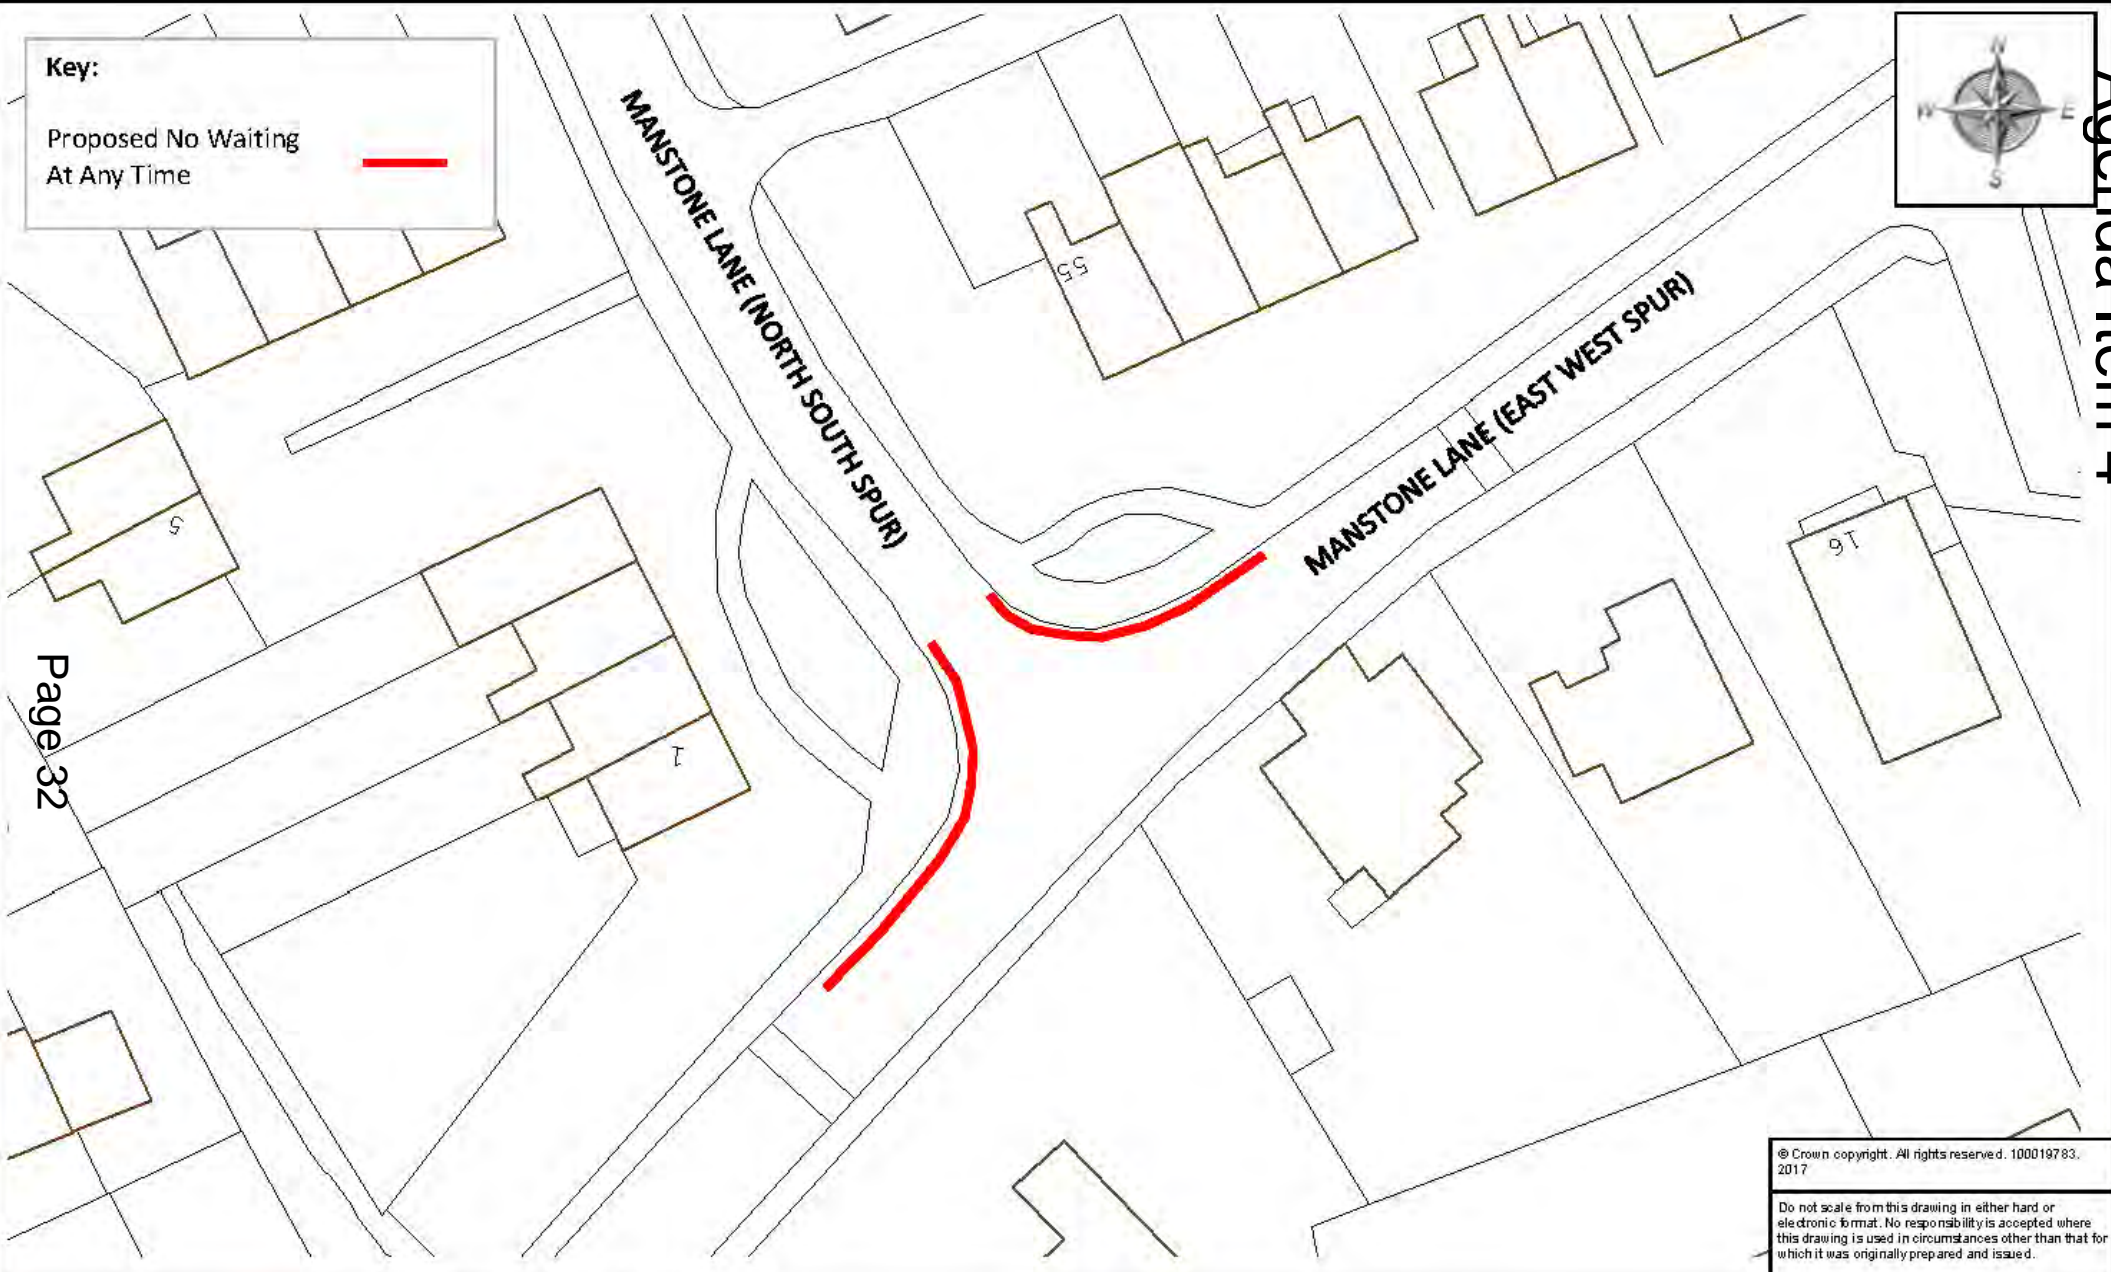 Key:
Proposed No Waiting
At Any Time
MANSTONE LANE (NORTH SOUTH SPUR)
MANSTONE LANE (EAST WEST SPUR)
N
W
E
S
Agenda Item 4
55
5
1
16
Page 32
© Crown copyright. All rights reserved. 100019783.
2017
Do not scale from this drawing in either hard or
electronic format. No responsibility is accepted where
this drawing is used in circumstances other than that for
which it was originally prepared and issued.